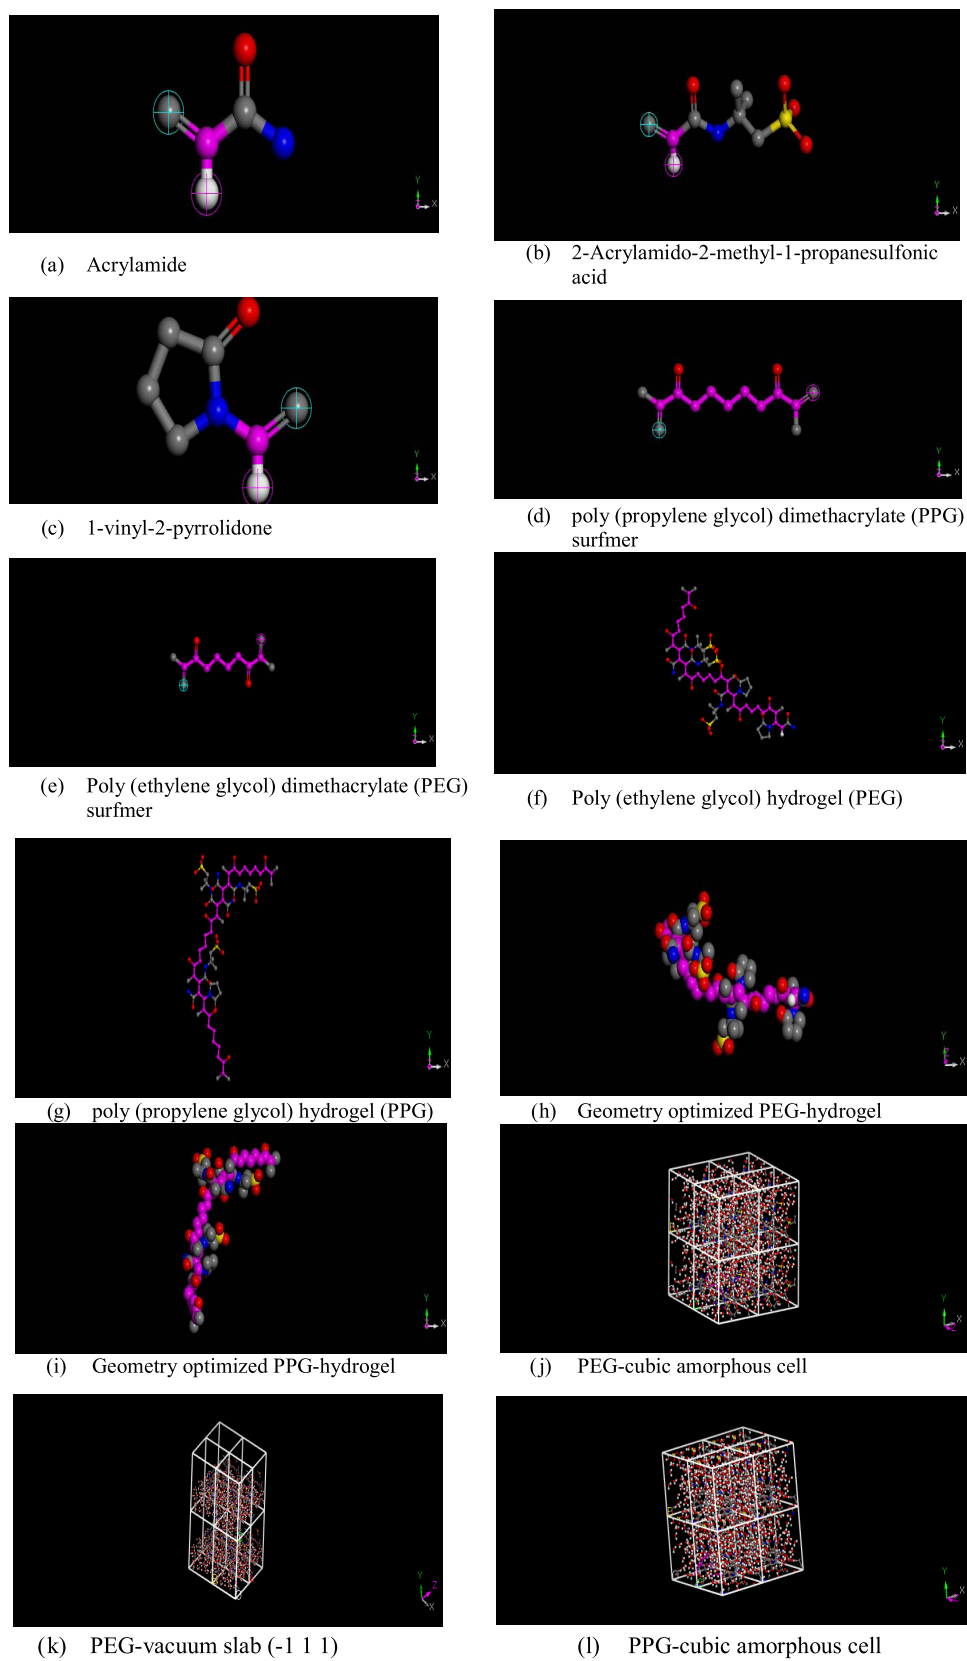 (a) Acrylamide
(b) 2-Acrylamido-2-methyl-1-propanesulfonic
acid
(c) 1-vinyl-2-pyrrolidone
(d) poly (propylene glycol) dimethacrylate (PPG)
surfmer
(e) Poly (ethylene glycol) dimethacrylate (PEG)
surfmer
(f) Poly (ethylene glycol) hydrogel (PEG)
(g) poly (propylene glycol) hydrogel (PPG)
(h) Geometry optimized PEG-hydrogel
(i) Geometry optimized PPG-hydrogel
(j) PEG-cubic amorphous cell
(k) PEG-vacuum slab (-1 1 1)
(l) PPG-cubic amorphous cell